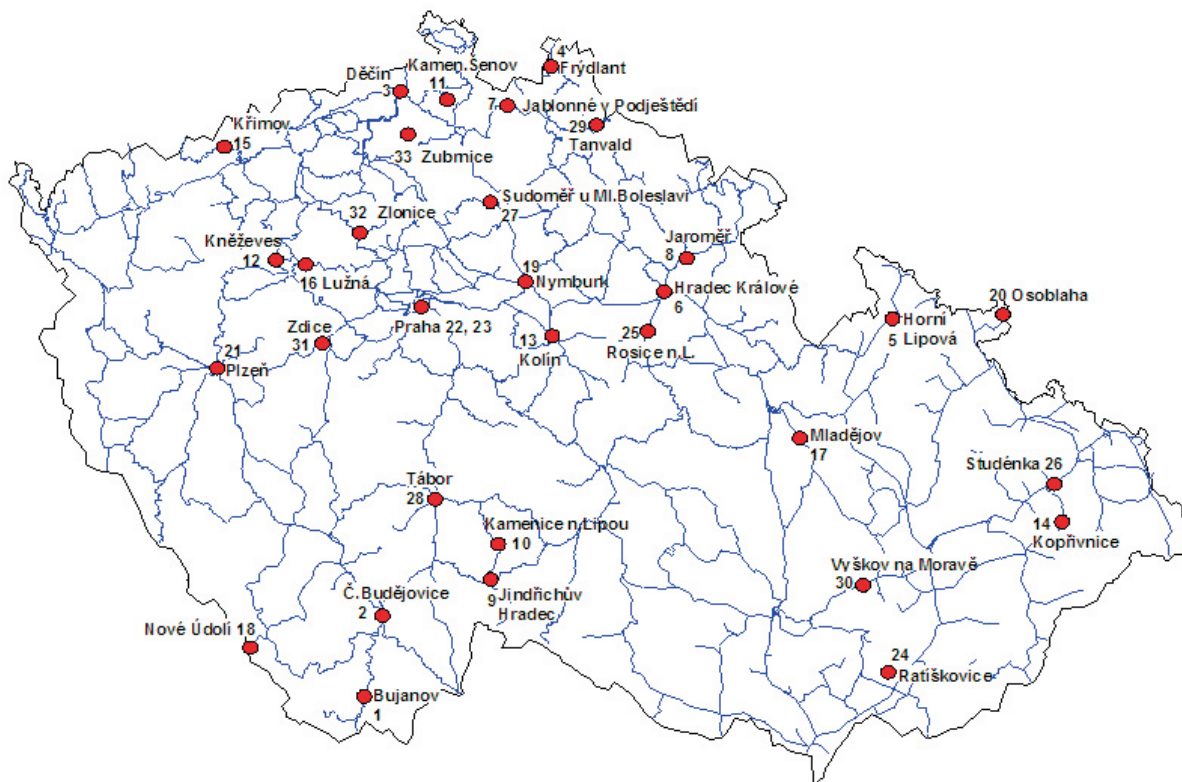 4
Frýdlant
Kamen.Šenov
11
Děčín
3
7
Jablonné v Podještědí
29
Tanvald
Křimov
15
33
Zubrnice
Sudoměř u Ml.Boleslavi
27
32
Zlonice
Kněževes
12
16 Lužná
Jaroměř
8
19
Nymburk
Hradec Králové
6
20 Osoblaha
Praha 22, 23
Zdice
31
13
Kolín
25
Rosice n.L.
Horní
5
Lipová
21
Plzeň
Mladějov
17
Studénka 26
Tábor
28
14
Kopřivnice
Kamenice n.Lipou
10
Vyškov na Moravě
30
Č.Budějovice
2
9
Jindřichův
Hradec
Nové Údolí 18
24
Ratíškovice
Bujanov
1